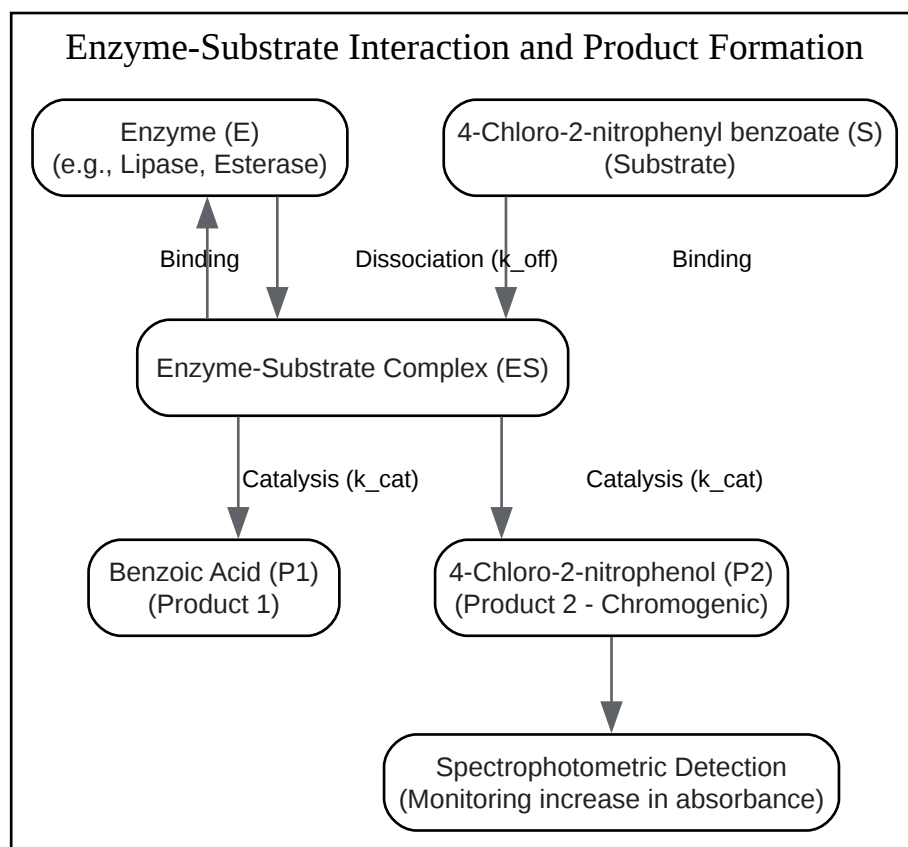 Enzyme-Substrate Interaction and Product Formation
Enzyme (E)
(e.g., Lipase, Esterase)
4-Chloro-2-nitrophenyl benzoate (S)
(Substrate)
Binding
Dissociation (k_off)
Binding
Enzyme-Substrate Complex (ES)
Catalysis (k_cat)
Catalysis (k_cat)
Benzoic Acid (P1)
(Product 1)
4-Chloro-2-nitrophenol (P2)
(Product 2 - Chromogenic)
Spectrophotometric Detection
(Monitoring increase in absorbance)